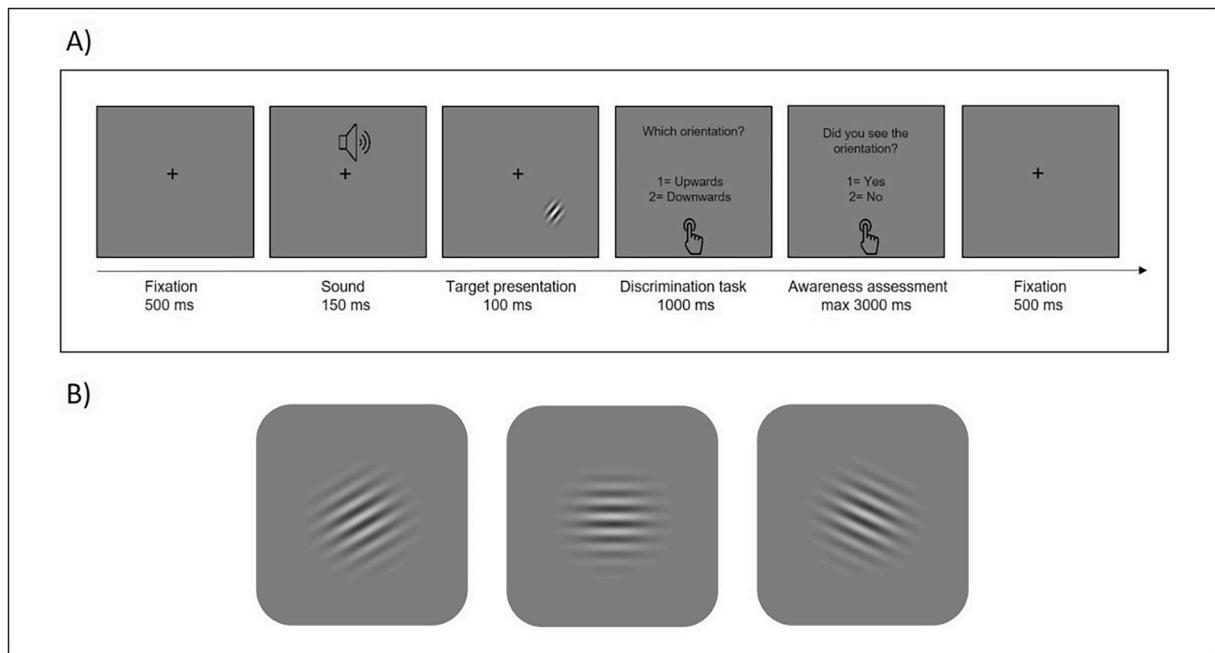 A)
Which orientation?
1= Upwards
2= Downwards
Did you see the
orientation?
1= Yes
2= No
Fixation
500 ms
Sound
150 ms
Target presentation
100 ms
Discrimination task
1000 ms
Awareness assessment
max 3000 ms
Fixation
500 ms
B)